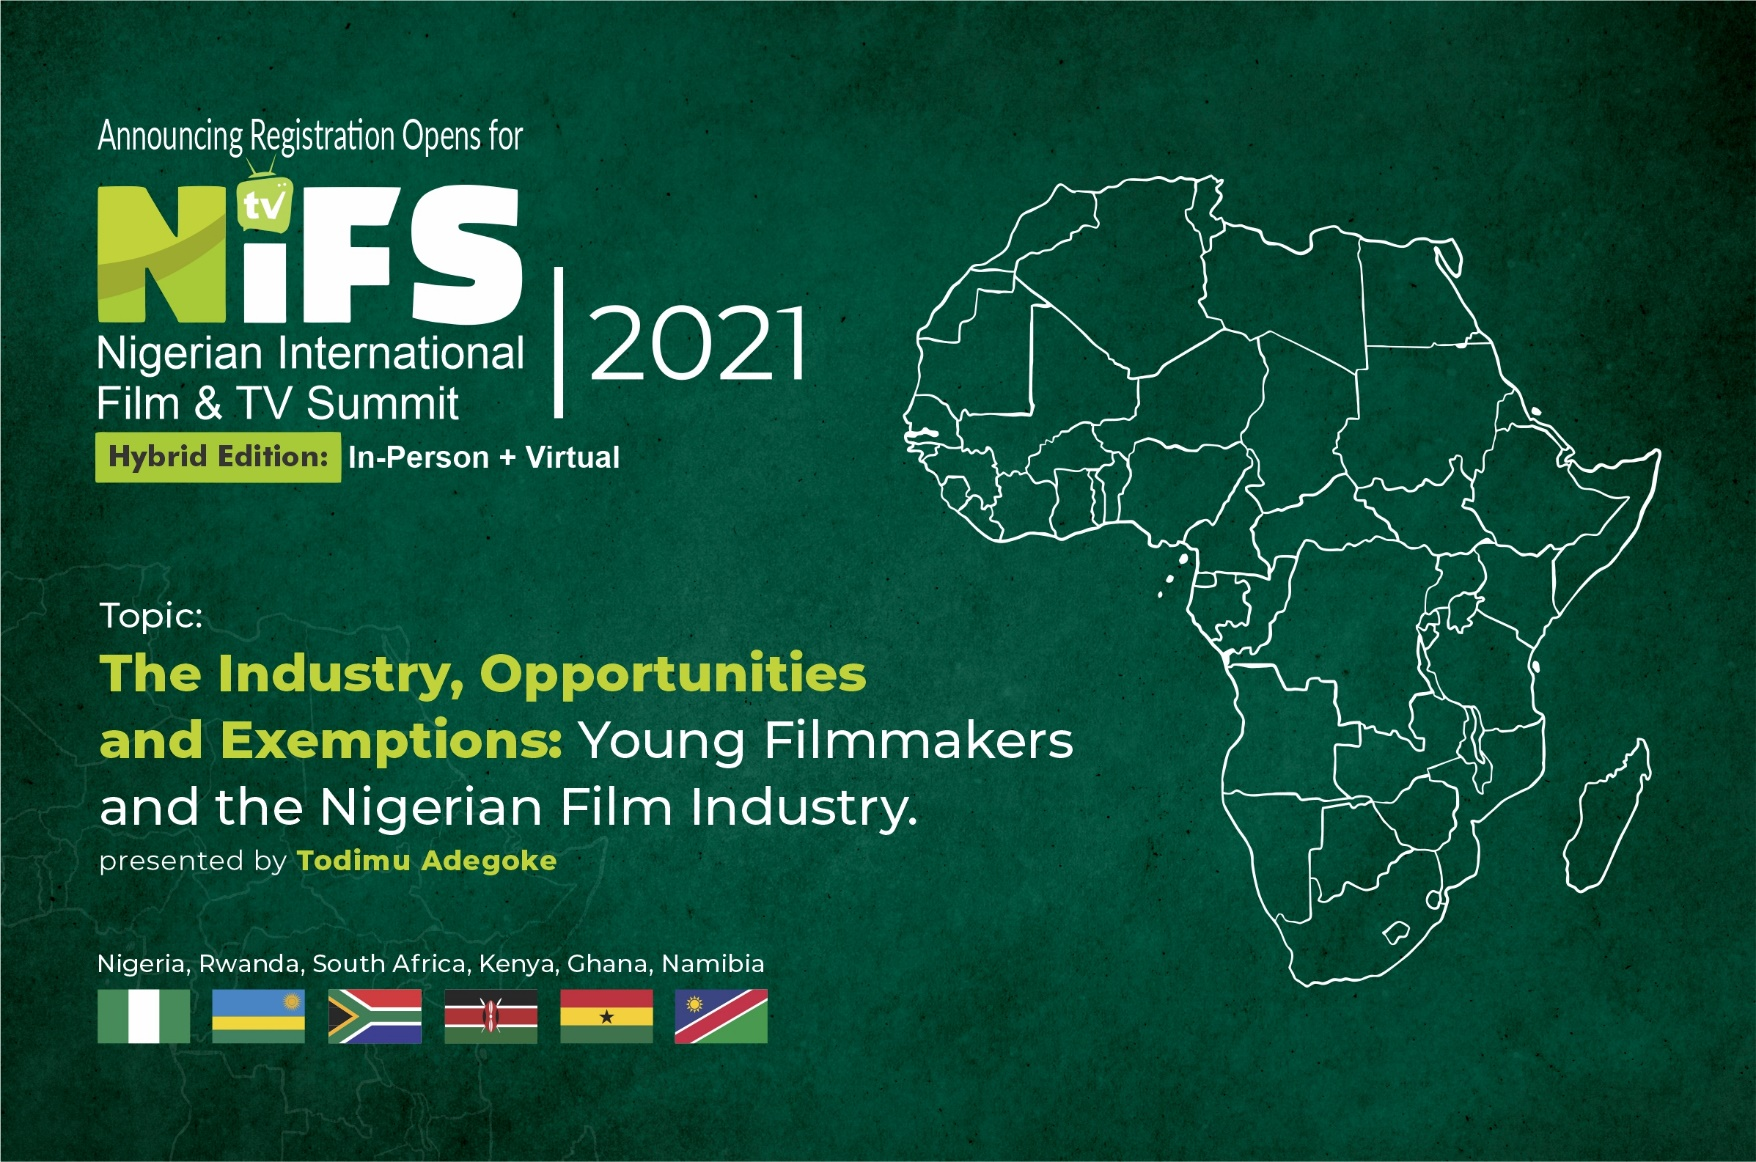 Announcing Registration Opens for
tv
NiFS
2021
Nigerian International
Film & TV Summit
Hybrid Edition: In-Person + Virtual
Topic:
The Industry, Opportunities
and Exemptions: Young Filmmakers
and the Nigerian Film Industry.
presented by Todimu Adegoke
Nigeria, Rwanda, South Africa, Kenya, Ghana, Namibia